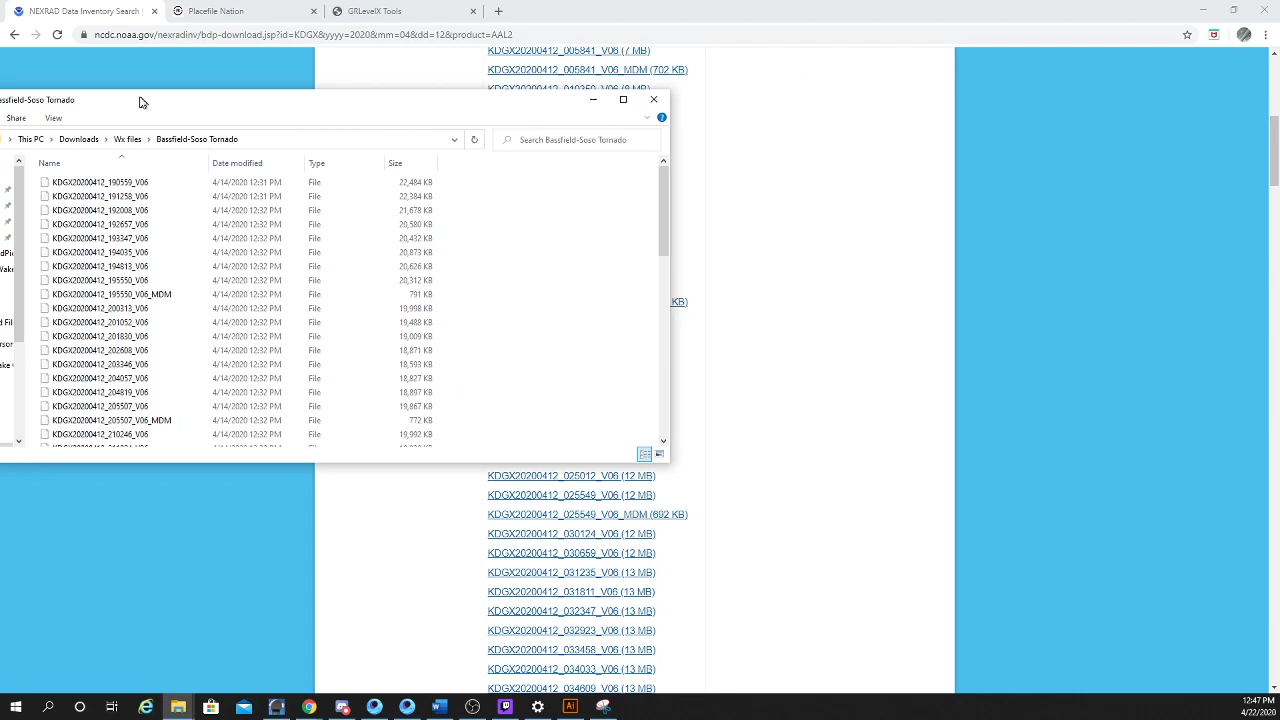 NEXRAD Data Inventory Search
Placefile Nation
GRLevelX Tools
ncdc.noaa.gov/nexradinv/bdp-download.jsp?id=KDGX&yyyy=2020&mm=04&dd=12&product=AAL2
KDGX20200412_005841_V06 (7 MB)
KDGX20200412_005841_V06_MDM (702 KB)
assfield-Soso Tornado
Share View
This PC > Downloads > Wx files > Bassfield-Soso Tornado
Search Bassfield-Soso Tornado
Name Date modified Type Size
KDGX20200412_190559_V06 4/14/2020 12:31 PM File 22,484 KB
KDGX20200412_191258_V06 4/14/2020 12:31 PM File 22,384 KB
KDGX20200412_192008_V06 4/14/2020 12:32 PM File 21,678 KB
KDGX20200412_192657_V06 4/14/2020 12:32 PM File 20,580 KB
KDGX20200412_193347_V06 4/14/2020 12:32 PM File 20,432 KB
KDGX20200412_194035_V06 4/14/2020 12:32 PM File 20,873 KB
KDGX20200412_194813_V06 4/14/2020 12:32 PM File 20,626 KB
KDGX20200412_195550_V06 4/14/2020 12:32 PM File 20,312 KB
KDGX20200412_195550_V06_MDM 4/14/2020 12:32 PM File 791 KB
KDGX20200412_200313_V06 4/14/2020 12:32 PM File 19,998 KB
KDGX20200412_201052_V06 4/14/2020 12:32 PM File 19,488 KB
KDGX20200412_201830_V06 4/14/2020 12:32 PM File 19,009 KB
KDGX20200412_202608_V06 4/14/2020 12:32 PM File 18,871 KB
KDGX20200412_203346_V06 4/14/2020 12:32 PM File 18,593 KB
KDGX20200412_204057_V06 4/14/2020 12:32 PM File 18,827 KB
KDGX20200412_204819_V06 4/14/2020 12:32 PM File 18,897 KB
KDGX20200412_205507_V06 4/14/2020 12:32 PM File 19,867 KB
KDGX20200412_205507_V06_MDM 4/14/2020 12:32 PM File 772 KB
KDGX20200412_210246_V06 4/14/2020 12:32 PM File 19,992 KB
KB)
KDGX20200412_025012_V06 (12 MB)
KDGX20200412_025549_V06 (12 MB)
KDGX20200412_025549_V06_MDM (692 KB)
KDGX20200412_030124_V06 (12 MB)
KDGX20200412_030659_V06 (12 MB)
KDGX20200412_031235_V06 (13 MB)
KDGX20200412_031811_V06 (13 MB)
KDGX20200412_032347_V06 (13 MB)
KDGX20200412_032923_V06 (13 MB)
KDGX20200412_033458_V06 (13 MB)
KDGX20200412_034033_V06 (13 MB)
KDGX20200412_034609_V06 (13 MB)
12:47 PM
4/22/2020